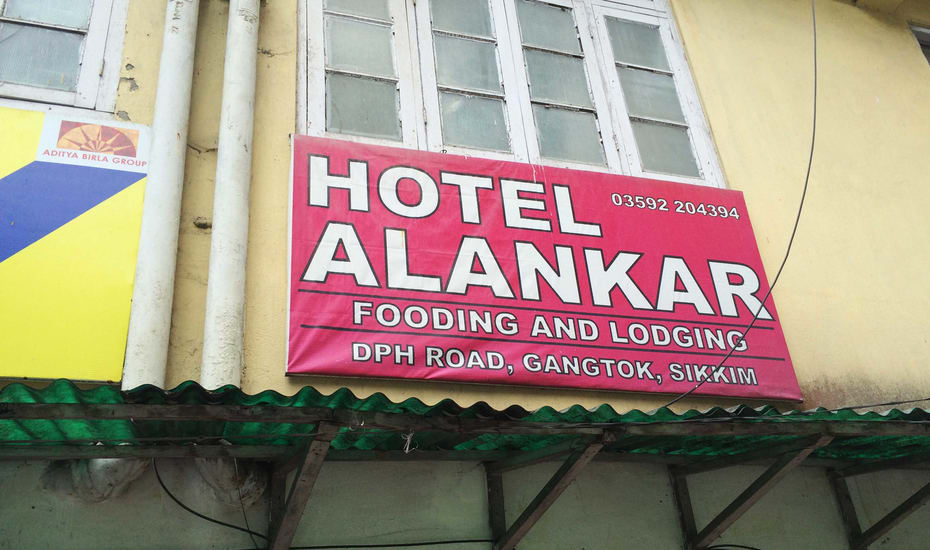 ADITYA BIRLA GROUP
HOTEL
03592 204394
ALANKAR
FOODING AND LODGING
DPH ROAD, GANGTOK, SIKKIM